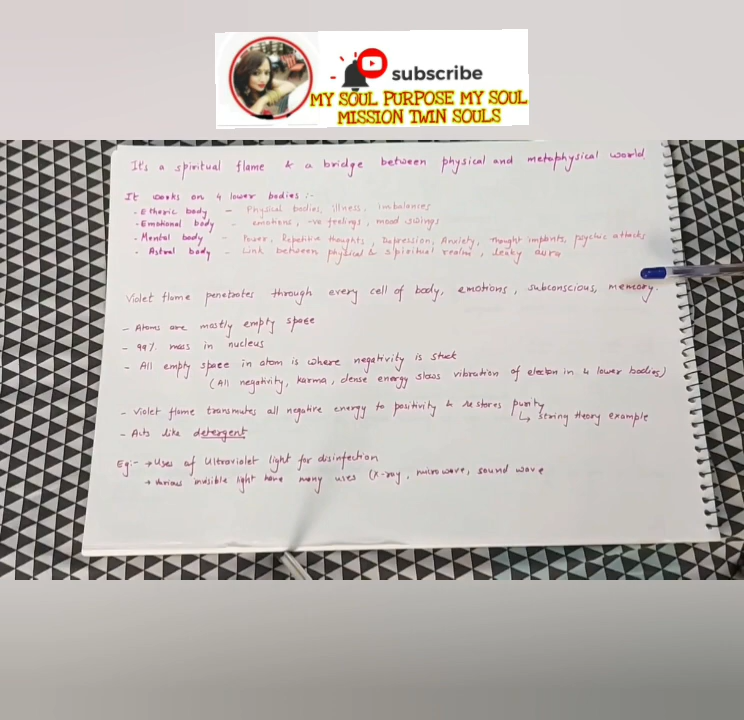 subscribe
MY SOUL PURPOSE MY SOUL
MISSION TWIN SOULS
It's a spiritual flame & a bridge between physical and metaphysical world
It works on 4 lower bodies :-
- Etheric body - Physical bodies, illness, imbalances
- Emotional body - emotions, -ve feelings, mood swings
- Mental body - Power, Repetitive thoughts, Depression, Anxiety, Thought implants, psychic attacks
- Astral body - Link between physical & spiritual realm, leaky aura
Violet flame penetrates through every cell of body, emotions, subconscious, memory.
- Atoms are mostly empty space
- 99% mass in nucleus
- All empty space in atom is where negativity is stuck
(All negativity, karma, dense energy slows vibration of electon in 4 lower bodies)
- Violet flame transmutes all negative energy to positivity & restores purity
↳ string theory example
- Acts like detergent
Eg:- → Uses of Ultraviolet light for disinfection
→ Various invisible light have many uses (X-ray, microwave, sound wave